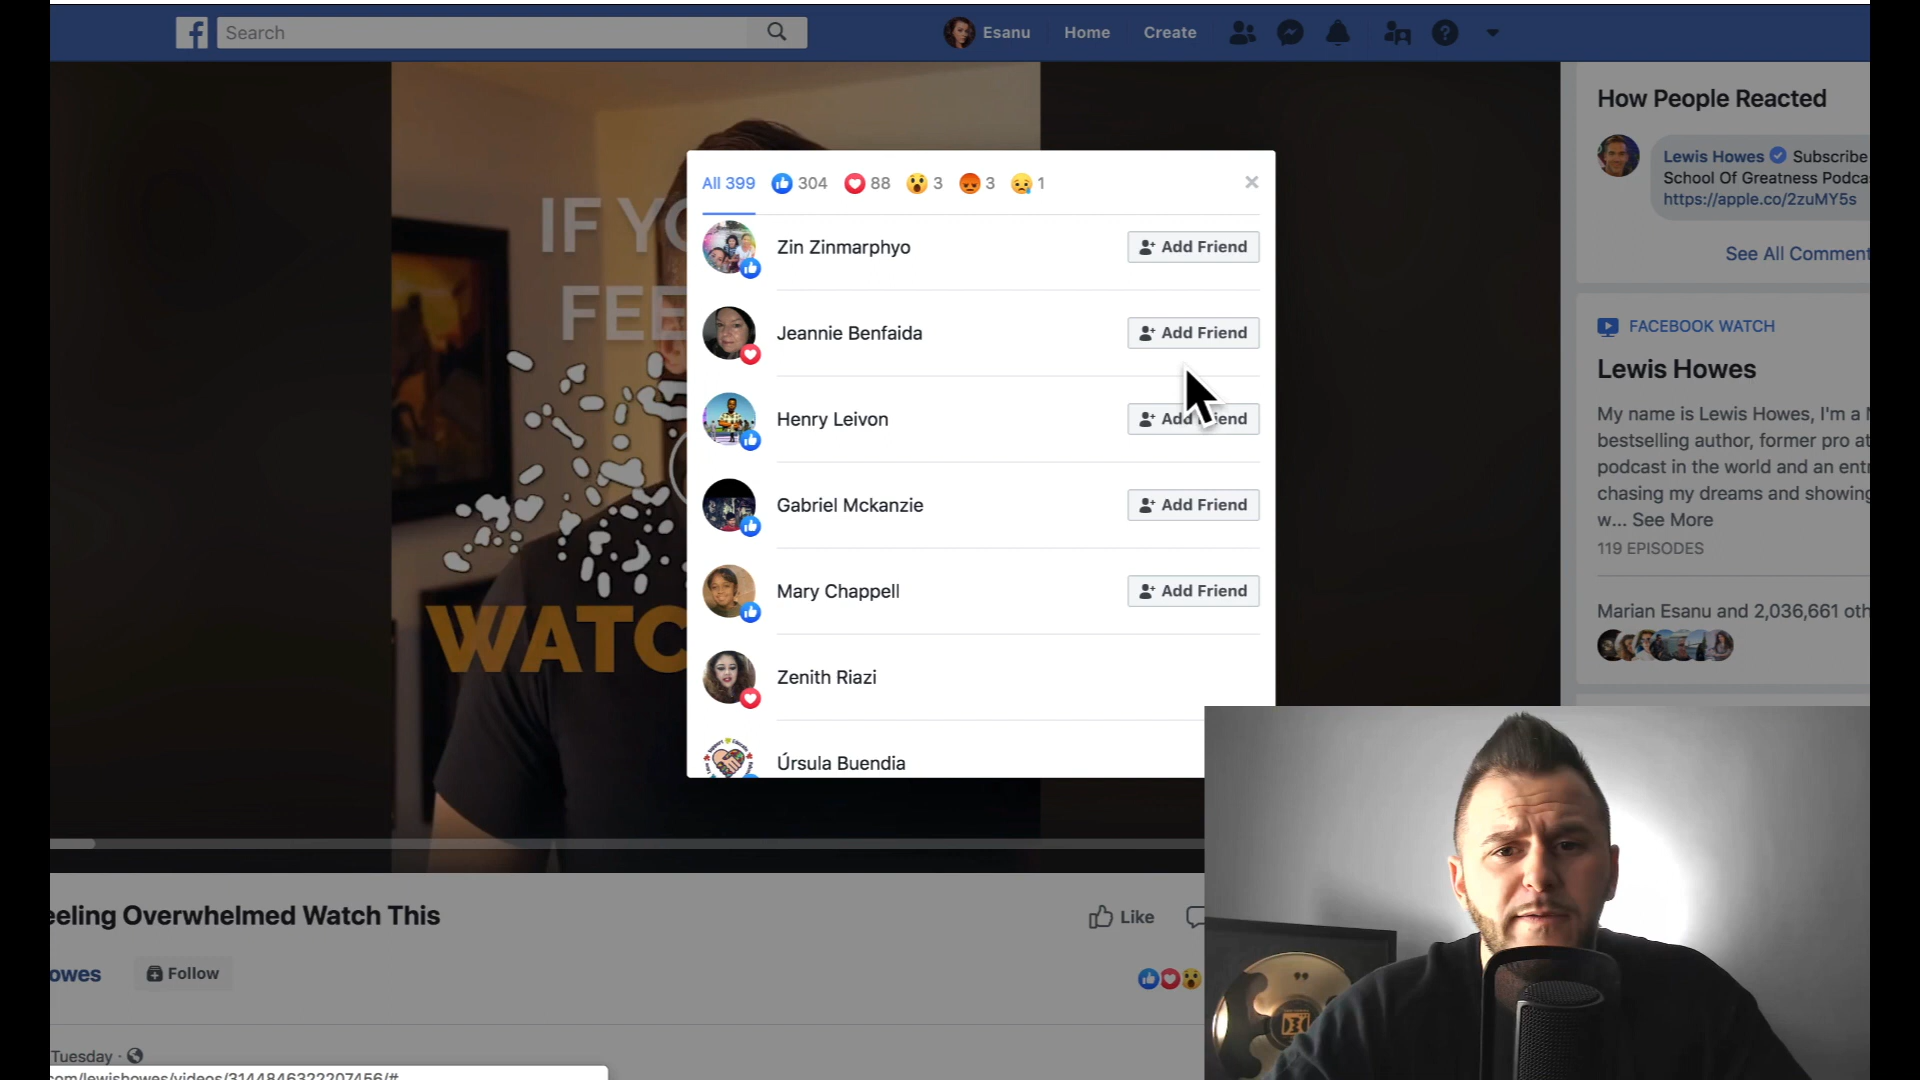 Search
Esanu
Home
Create
How People Reacted
Lewis Howes Subscribe
School Of Greatness Podca
https://apple.co/2zuMY5s
See All Comment
FACEBOOK WATCH
Lewis Howes
My name is Lewis Howes, I'm a
bestselling author, former pro at
podcast in the world and an entr
chasing my dreams and showing
w... See More
119 EPISODES
Marian Esanu and 2,036,661 oth
All 399 304 88 3 3 1
Zin Zinmarphyo Add Friend
Jeannie Benfaida Add Friend
Henry Leivon
Gabriel Mckanzie Add Friend
Mary Chappell Add Friend
Zenith Riazi
Úrsula Buendia
IF YO
FEE
WATC
eeling Overwhelmed Watch This
Like
owes
Follow
Tuesday ·
com/lewishowes/videos/3144846322207456/#